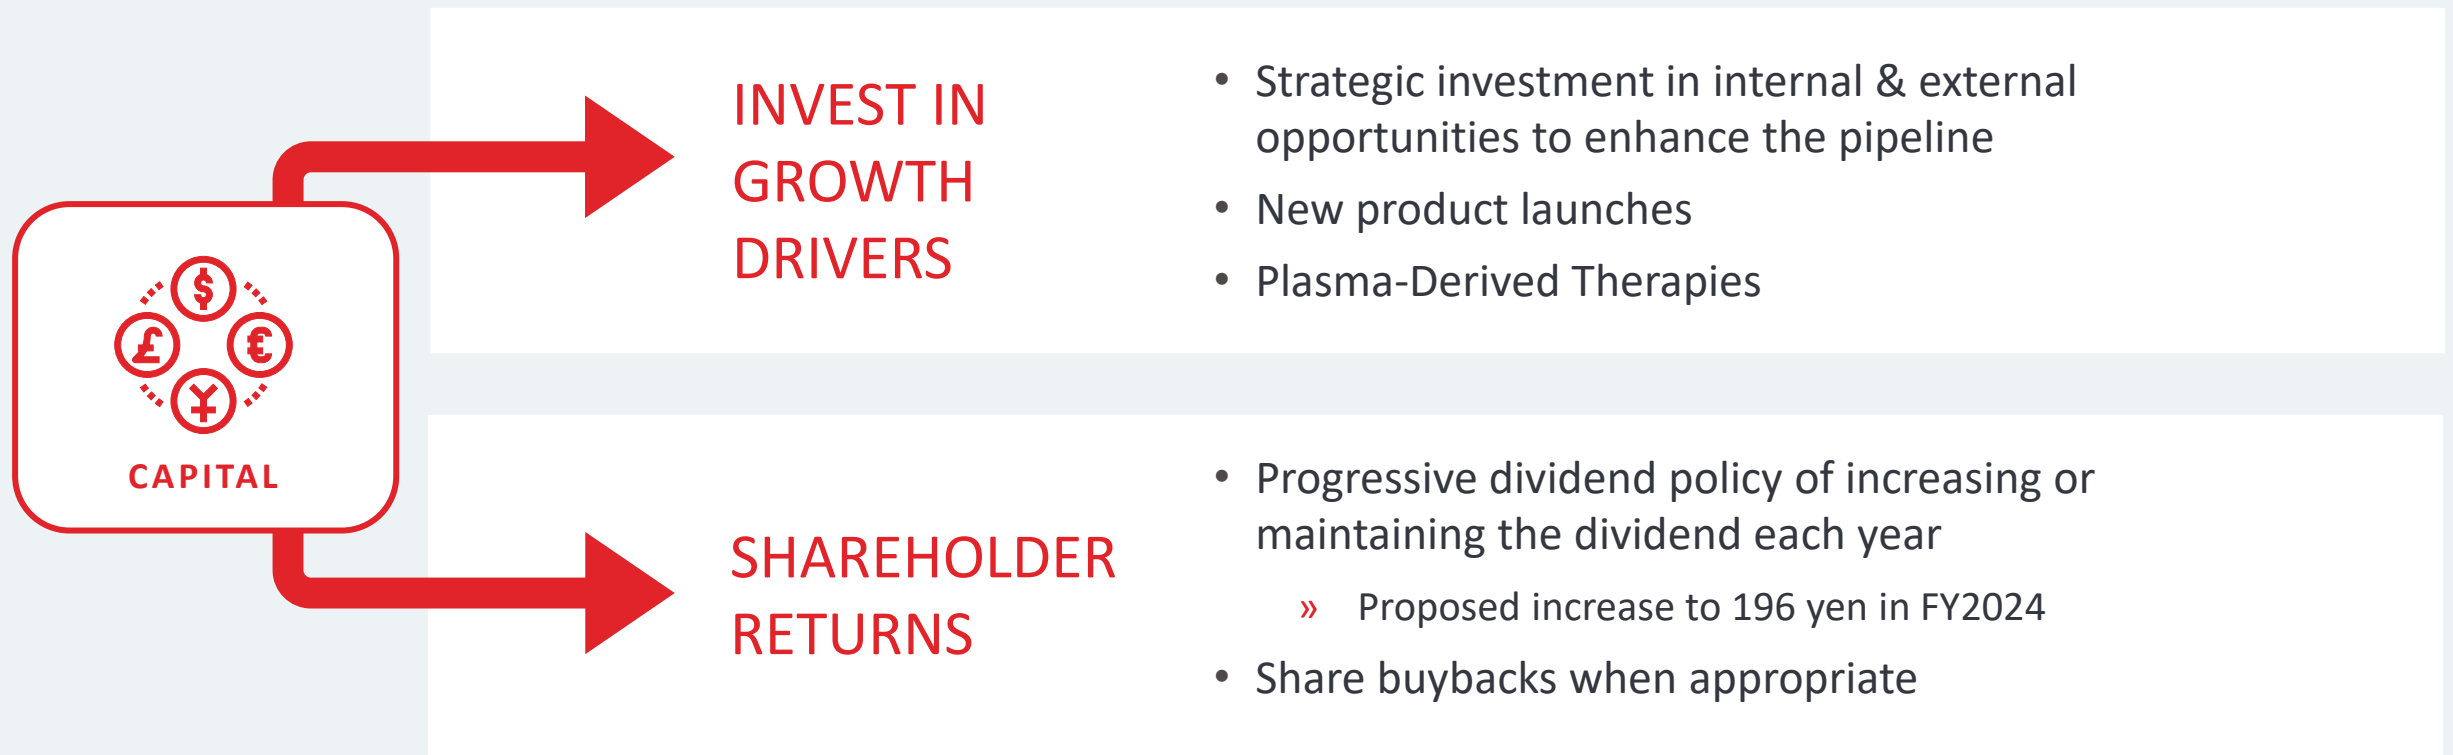 INVEST IN
GROWTH
DRIVERS
• Strategic investment in internal & external
opportunities to enhance the pipeline
• New product launches
• Plasma-Derived Therapies
$
£
€
¥
CAPITAL
SHAREHOLDER
RETURNS
• Progressive dividend policy of increasing or
maintaining the dividend each year
» Proposed increase to 196 yen in FY2024
• Share buybacks when appropriate